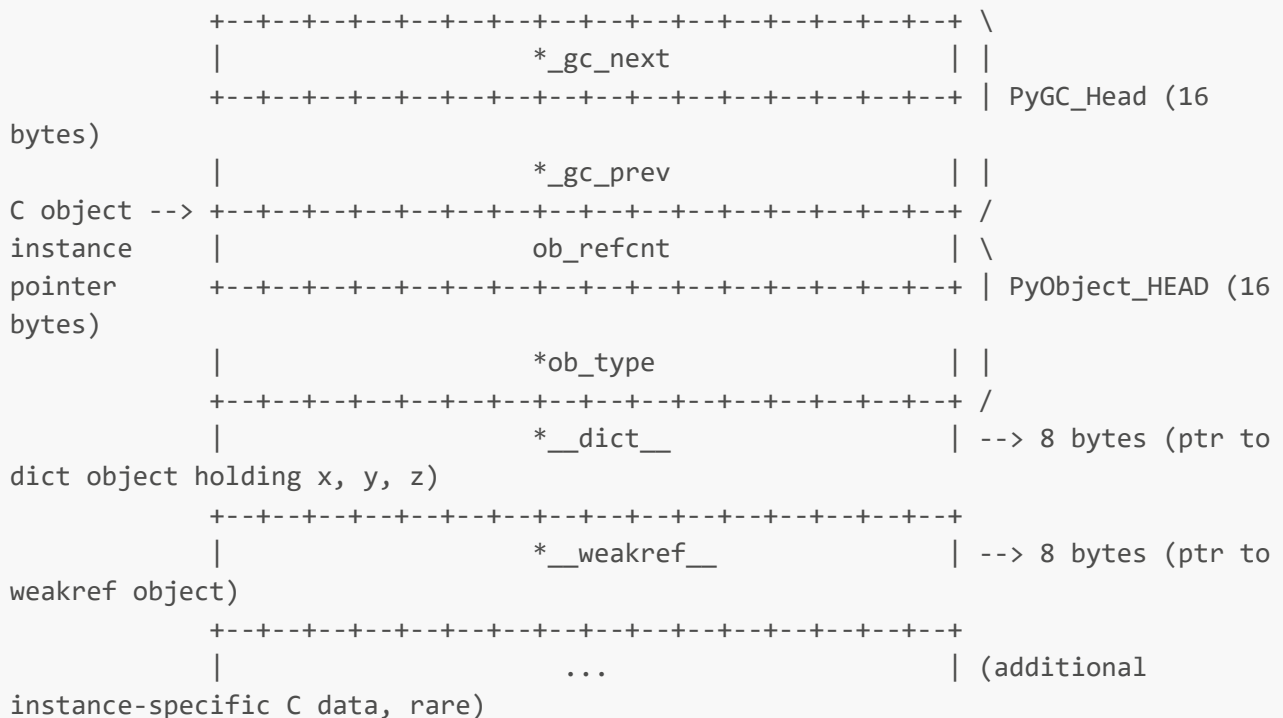 +--+--+--+--+--+--+--+--+--+--+--+--+--+--+--+ \
            |                    *_gc_next                | |
            +--+--+--+--+--+--+--+--+--+--+--+--+--+--+--+ | PyGC_Head (16
bytes)
            |                    *_gc_prev                | |
C object --> +--+--+--+--+--+--+--+--+--+--+--+--+--+--+--+ /
instance    |                    ob_refcnt                | \
pointer     +--+--+--+--+--+--+--+--+--+--+--+--+--+--+--+ | PyObject_HEAD (16
bytes)
            |                    *ob_type                 | |
            +--+--+--+--+--+--+--+--+--+--+--+--+--+--+--+ /
            |                    *__dict__                | --> 8 bytes (ptr to
dict object holding x, y, z)
            +--+--+--+--+--+--+--+--+--+--+--+--+--+--+--+
            |                    *__weakref__             | --> 8 bytes (ptr to
weakref object)
            +--+--+--+--+--+--+--+--+--+--+--+--+--+--+--+
            |                      ...                    | (additional
instance-specific C data, rare)